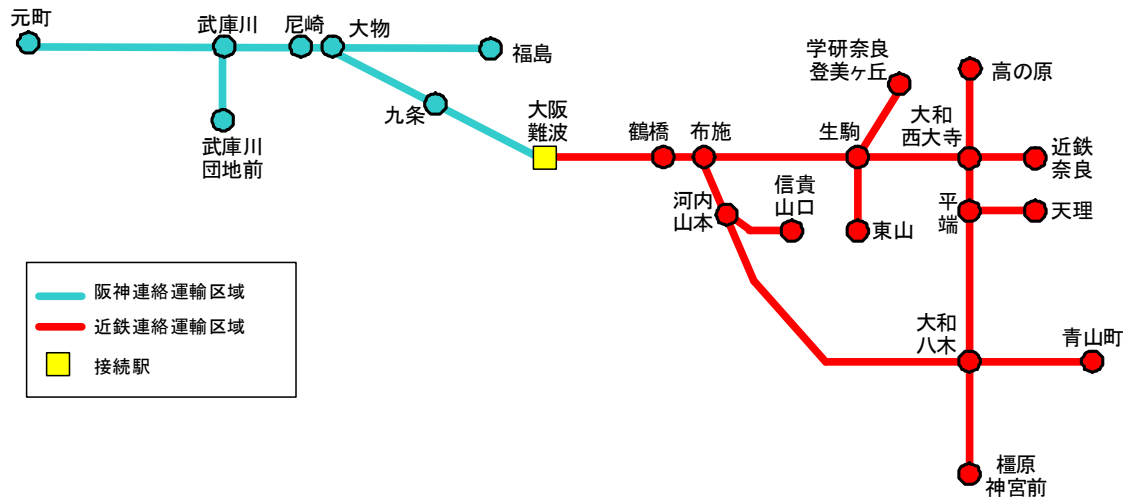 元町
武庫川
尼崎
大物
福島
武庫川
団地前
九条
大阪
難波
鶴橋
布施
生駒
学研奈良
登美ヶ丘
高の原
大和
西大寺
近鉄
奈良
河内
山本
信貴
山口
東山
平
端
天理
大和
八木
青山町
橿原
神宮前
阪神連絡運輸区域
近鉄連絡運輸区域
接続駅